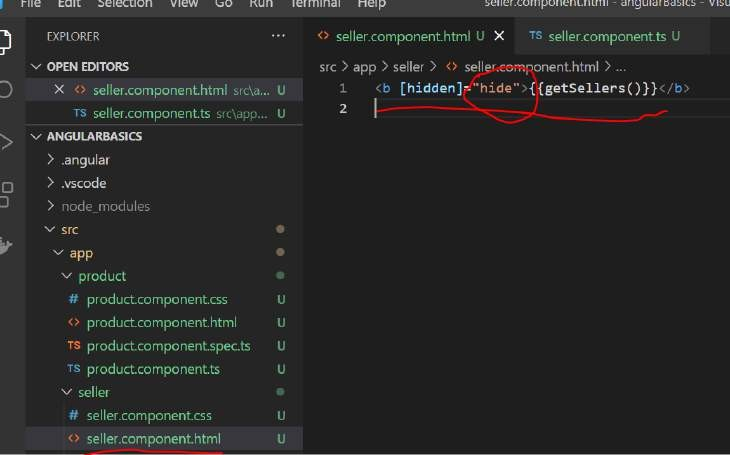 File Edit Selection View Go Run Terminal Help seller.component.html - angularBasics - Visu
EXPLORER ...
OPEN EDITORS
× <> seller.component.html src\a... U
TS seller.component.ts src\app... U
ANGULARBASICS
> .angular
> .vscode
> node_modules
src
app
product
# product.component.css U
<> product.component.html U
TS product.component.spec.ts U
TS product.component.ts U
seller
# seller.component.css U
<> seller.component.html U
<> seller.component.html U × TS seller.component.ts U
src > app > seller > <> seller.component.html > ...
1 <b [hidden]="hide">{{getSellers()}}</b>
2